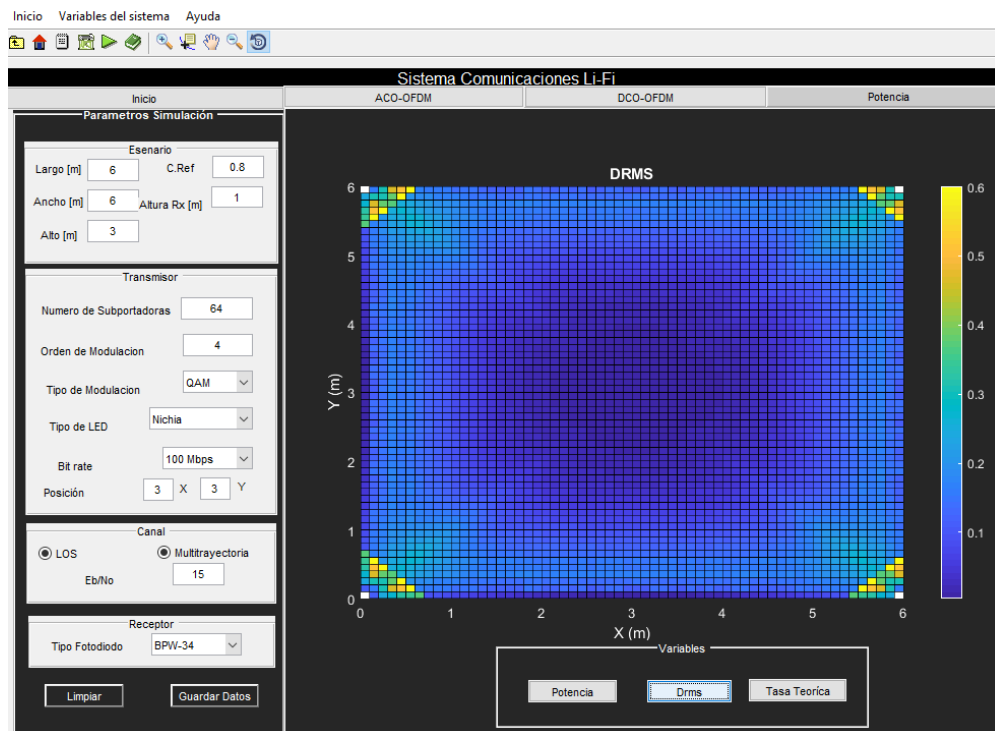 Inicio Variables del sistema Ayuda
Sistema Comunicaciones Li-Fi
Inicio ACO-OFDM DCO-OFDM Potencia
Parametros Simulación
Esenario
Largo [m] 6 C.Ref 0.8
Ancho [m] 6 Altura Rx [m] 1
Alto [m] 3
Transmisor
Numero de Subportadoras 64
Orden de Modulacion 4
Tipo de Modulacion QAM
Tipo de LED Nichia
Bit rate 100 Mbps
Posición 3 X 3 Y
Canal
LOS Multitrayectoria
Eb/No 15
Receptor
Tipo Fotodiodo BPW-34
Limpiar Guardar Datos
DRMS
6
5
4
3
2
1
0
Y (m)
0 1 2 3 4 5 6
X (m)
0.6
0.5
0.4
0.3
0.2
0.1
Variables
Potencia Drms Tasa Teoríca